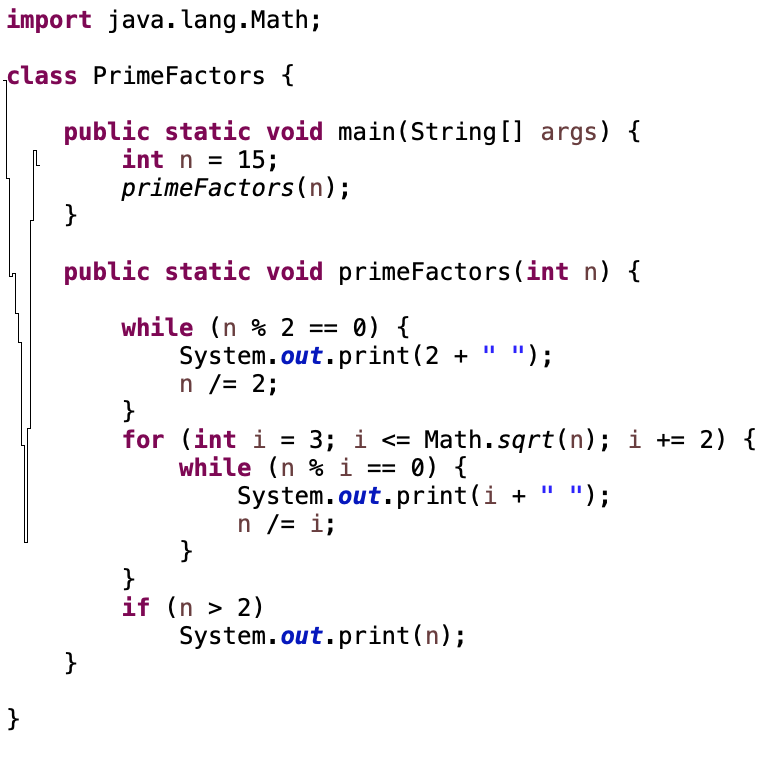 import java.lang.Math;
class PrimeFactors {
public static void main(String[] args) {
int n = 15;
primeFactors(n);
}
public static void primeFactors(int n) {
while (n % 2 == 0) {
System.out.print(2 + " ");
n /= 2;
}
for (int i = 3; i <= Math.sqrt(n); i += 2) {
while (n % i == 0) {
System.out.print(i + " ");
n /= i;
}
}
if (n > 2)
System.out.print(n);
}
}